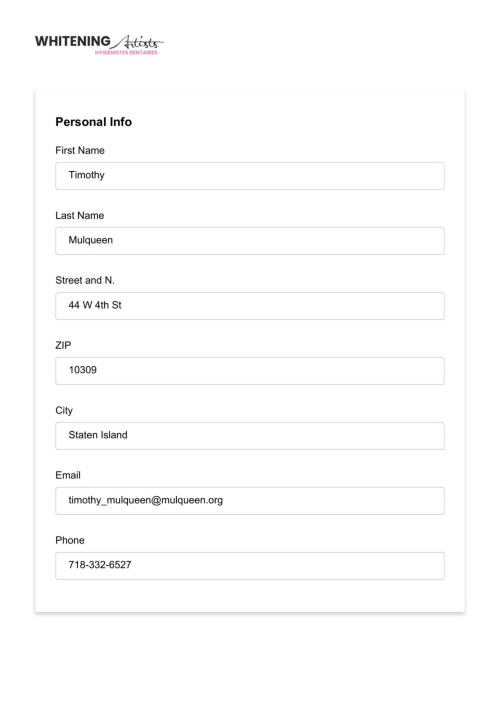 WHITENING Artists
HYGIÉNISTES DENTAIRES
Personal Info
First Name
Timothy
Last Name
Mulqueen
Street and N.
44 W 4th St
ZIP
10309
City
Staten Island
Email
timothy_mulqueen@mulqueen.org
Phone
718-332-6527